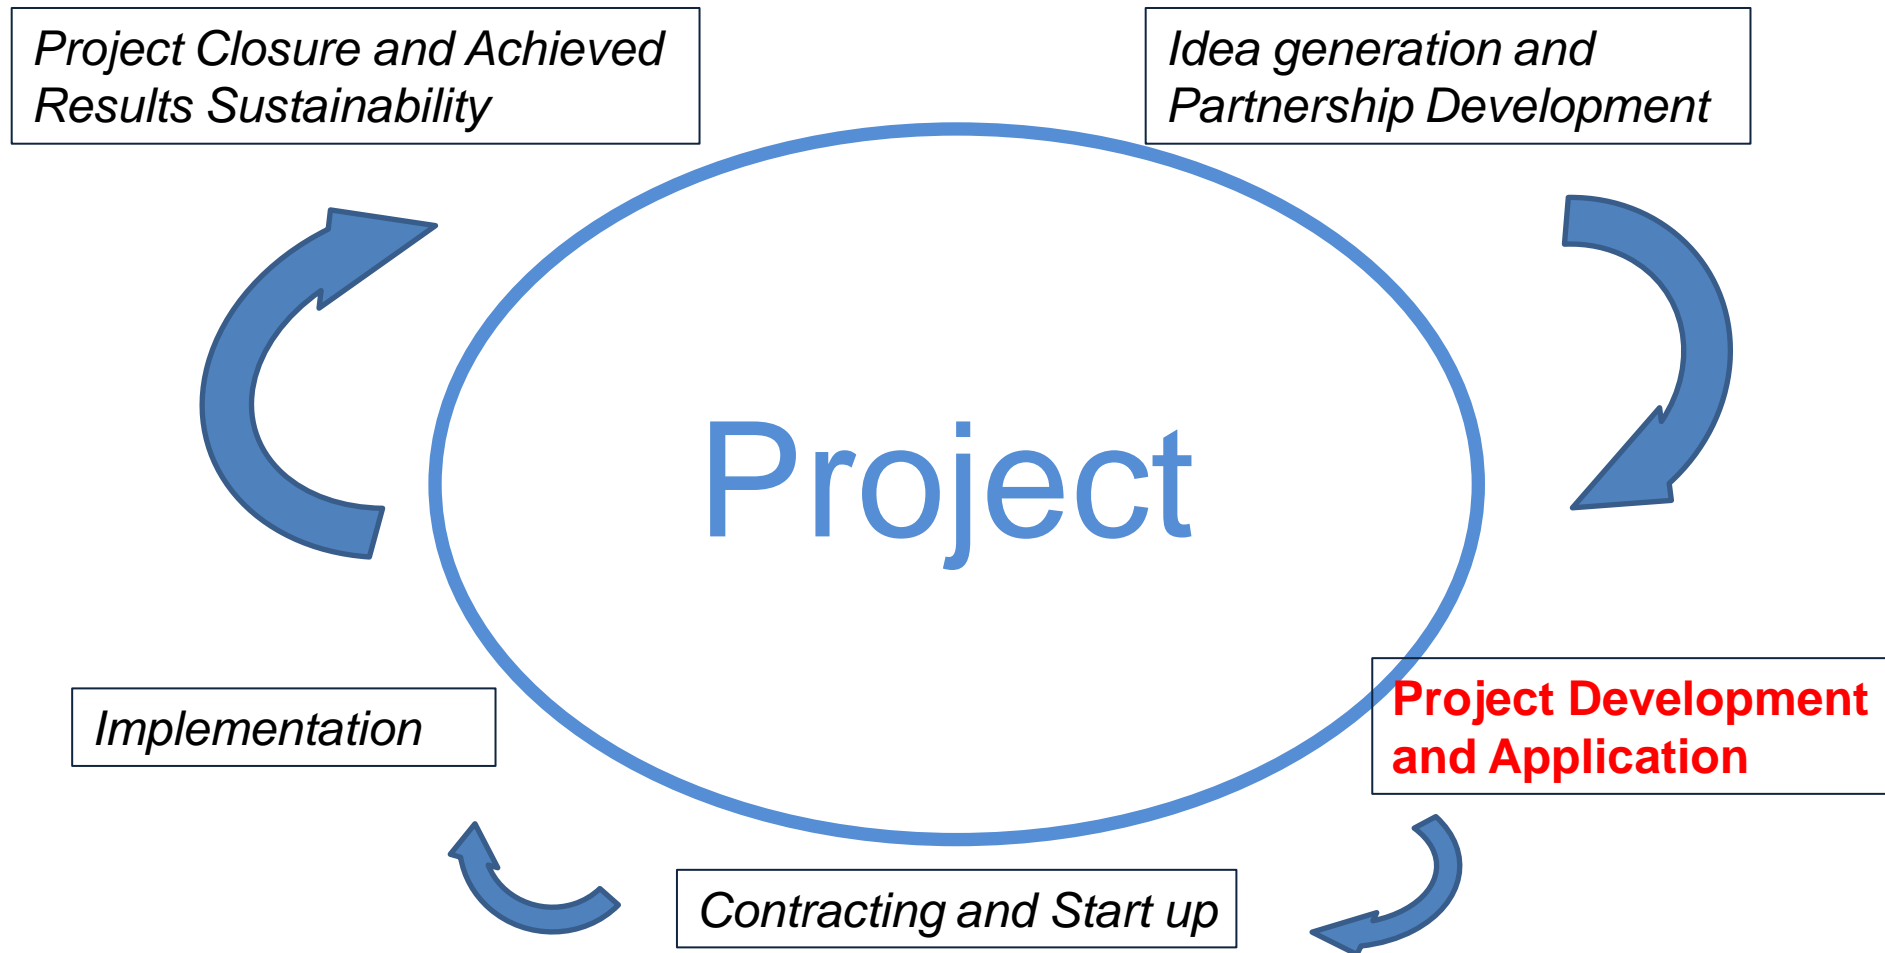 Project Closure and Achieved
Results Sustainability
Idea generation and
Partnership Development
Project
Project Development
and Application
Implementation
Contracting and Start up